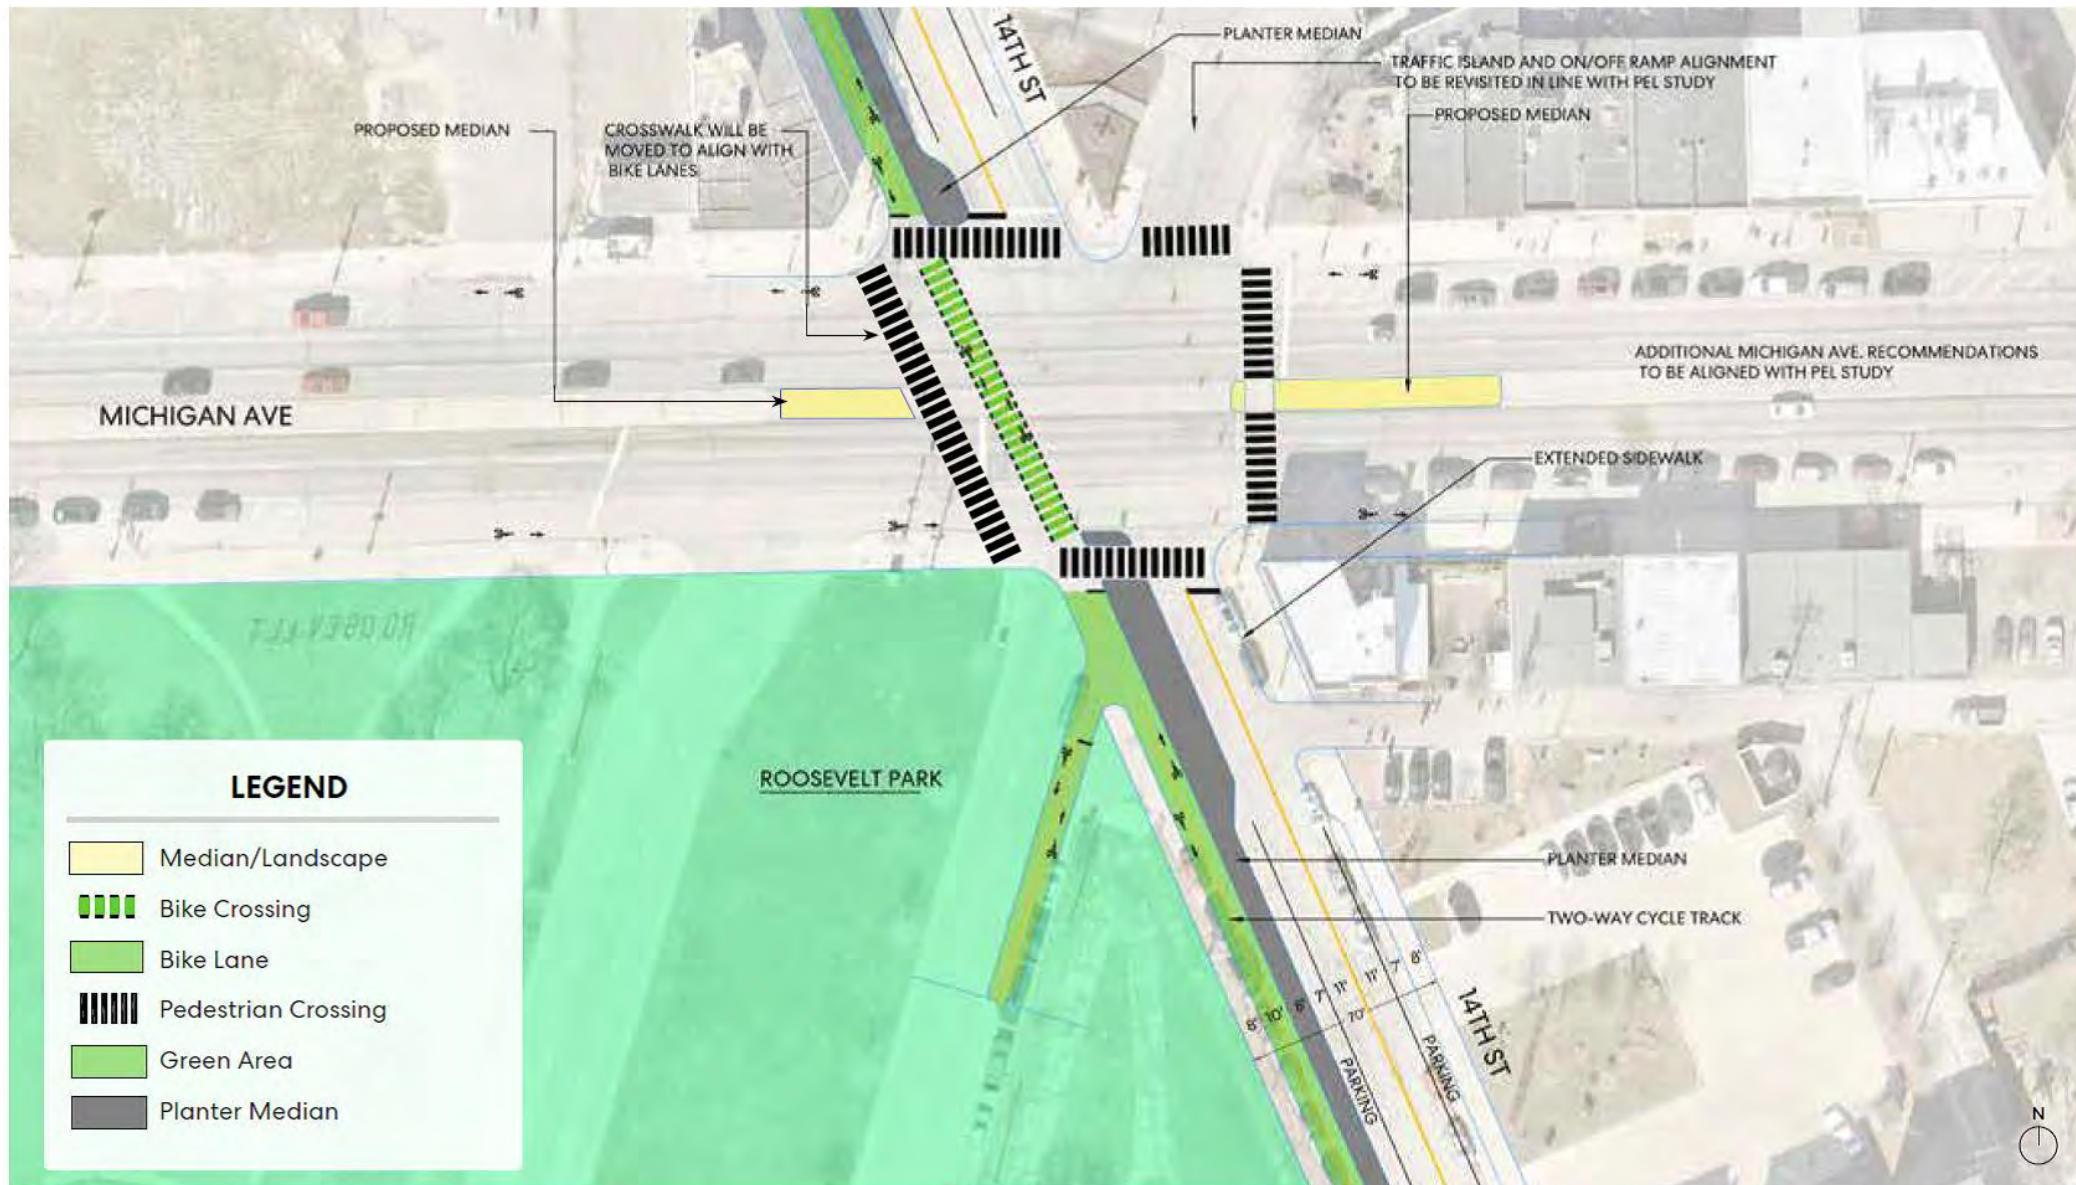 14TH ST
PLANTER MEDIAN
TRAFFIC ISLAND AND ON/OFF RAMP ALIGNMENT
TO BE REVISITED IN LINE WITH PEL STUDY
PROPOSED MEDIAN
PROPOSED MEDIAN
CROSSWALK WILL BE
MOVED TO ALIGN WITH
BIKE LANES
ADDITIONAL MICHIGAN AVE. RECOMMENDATIONS
TO BE ALIGNED WITH PEL STUDY
MICHIGAN AVE
EXTENDED SIDEWALK
ROOSEVELT PARK
PLANTER MEDIAN
TWO-WAY CYCLE TRACK
8' 10' 8' 7' 11' 11' 7' 8'
70'
14TH ST
PARKING
PARKING
LEGEND
Median/Landscape
Bike Crossing
Bike Lane
Pedestrian Crossing
Green Area
Planter Median
N